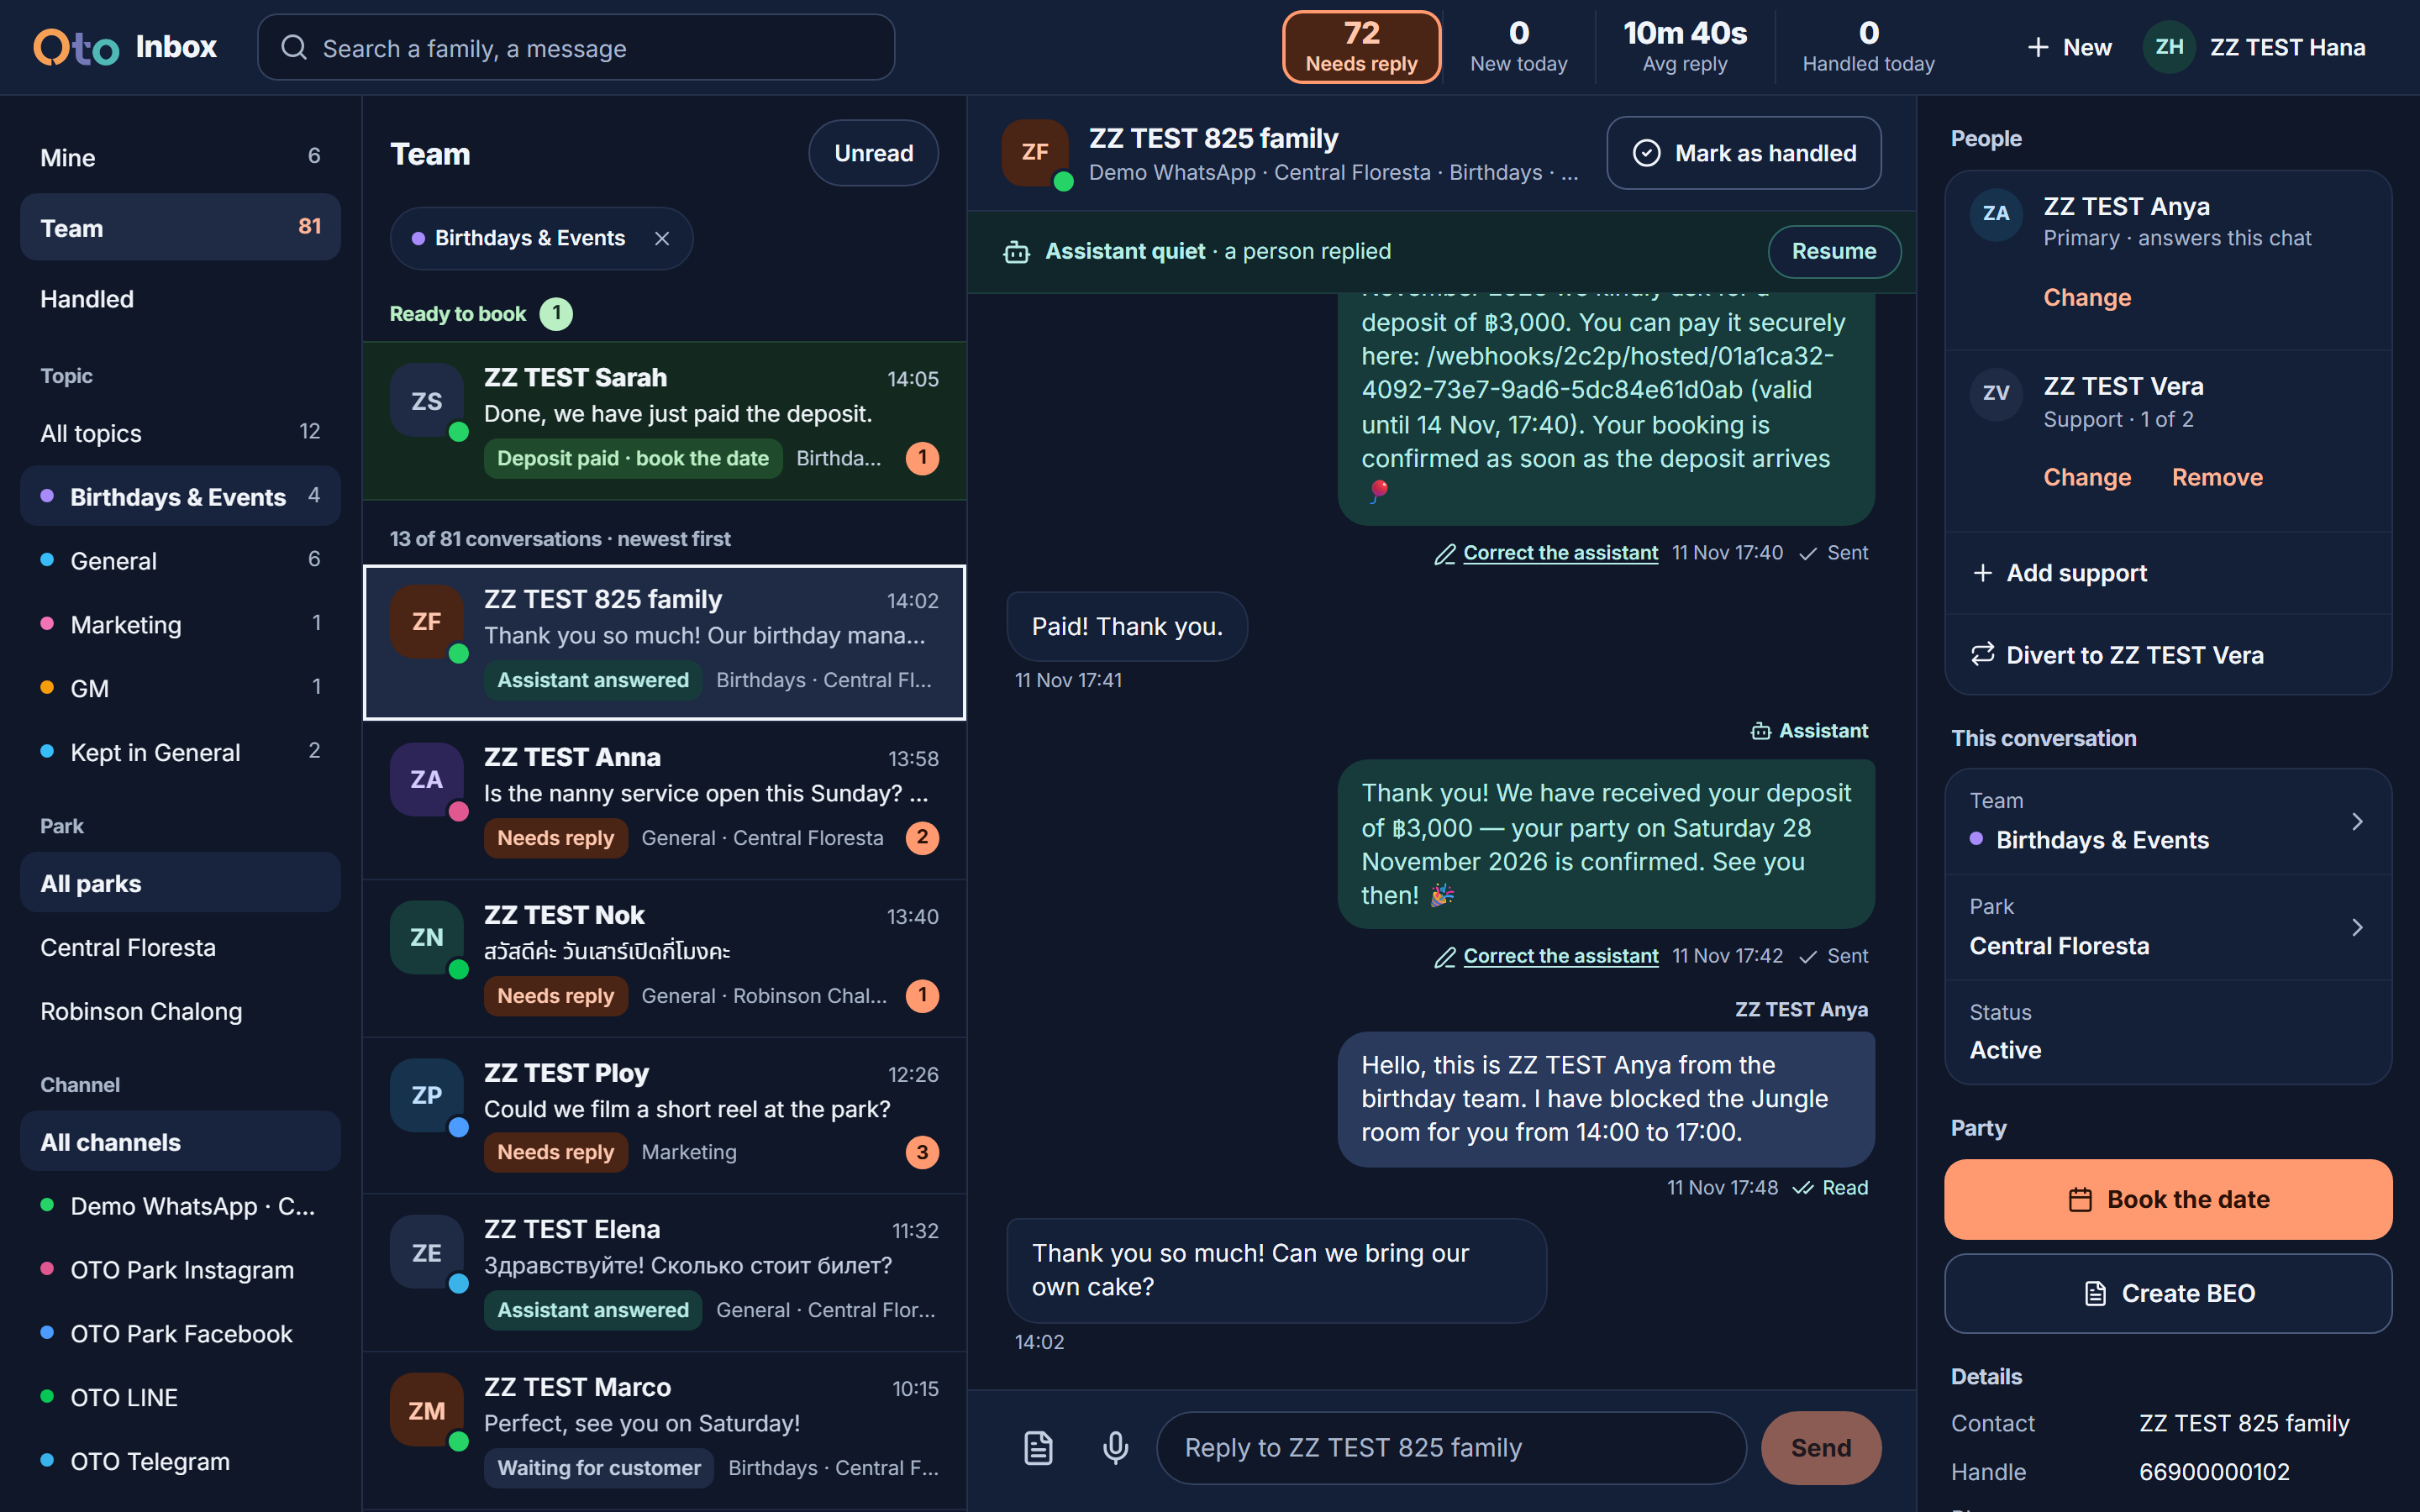 Oto Inbox
Search a family, a message
72
Needs reply
0
New today
10m 40s
Avg reply
0
Handled today
New
ZH
ZZ TEST Hana
Mine 6
Team 81
Handled
Topic
All topics 12
Birthdays & Events 4
General 6
Marketing 1
GM 1
Kept in General 2
Park
All parks
Central Floresta
Robinson Chalong
Channel
All channels
Demo WhatsApp · C...
OTO Park Instagram
OTO Park Facebook
OTO LINE
OTO Telegram
Team
Unread
Birthdays & Events
Ready to book 1
ZS
ZZ TEST Sarah 14:05
Done, we have just paid the deposit.
Deposit paid · book the date Birthda... 1
13 of 81 conversations · newest first
ZF
ZZ TEST 825 family 14:02
Thank you so much! Our birthday mana...
Assistant answered Birthdays · Central Fl...
ZA
ZZ TEST Anna 13:58
Is the nanny service open this Sunday? ...
Needs reply General · Central Floresta 2
ZN
ZZ TEST Nok 13:40
สวัสดีค่ะ วันเสาร์เปิดกี่โมงคะ
Needs reply General · Robinson Chal... 1
ZP
ZZ TEST Ploy 12:26
Could we film a short reel at the park?
Needs reply Marketing 3
ZE
ZZ TEST Elena 11:32
Здравствуйте! Сколько стоит билет?
Assistant answered General · Central Flor...
ZM
ZZ TEST Marco 10:15
Perfect, see you on Saturday!
Waiting for customer Birthdays · Central F...
ZF
ZZ TEST 825 family
Demo WhatsApp · Central Floresta · Birthdays · ...
Mark as handled
Assistant quiet · a person replied
Resume
deposit of ฿3,000. You can pay it securely
here: /webhooks/2c2p/hosted/01a1ca32-
4092-73e7-9ad6-5dc84e61d0ab (valid
until 14 Nov, 17:40). Your booking is
confirmed as soon as the deposit arrives
🎈
Correct the assistant 11 Nov 17:40 Sent
Paid! Thank you.
11 Nov 17:41
Assistant
Thank you! We have received your deposit
of ฿3,000 — your party on Saturday 28
November 2026 is confirmed. See you
then! 🎉
Correct the assistant 11 Nov 17:42 Sent
ZZ TEST Anya
Hello, this is ZZ TEST Anya from the
birthday team. I have blocked the Jungle
room for you from 14:00 to 17:00.
11 Nov 17:48 Read
Thank you so much! Can we bring our
own cake?
14:02
Reply to ZZ TEST 825 family
Send
People
ZA
ZZ TEST Anya
Primary · answers this chat
Change
ZV
ZZ TEST Vera
Support · 1 of 2
Change Remove
Add support
Divert to ZZ TEST Vera
This conversation
Team
Birthdays & Events
Park
Central Floresta
Status
Active
Party
Book the date
Create BEO
Details
Contact ZZ TEST 825 family
Handle 66900000102